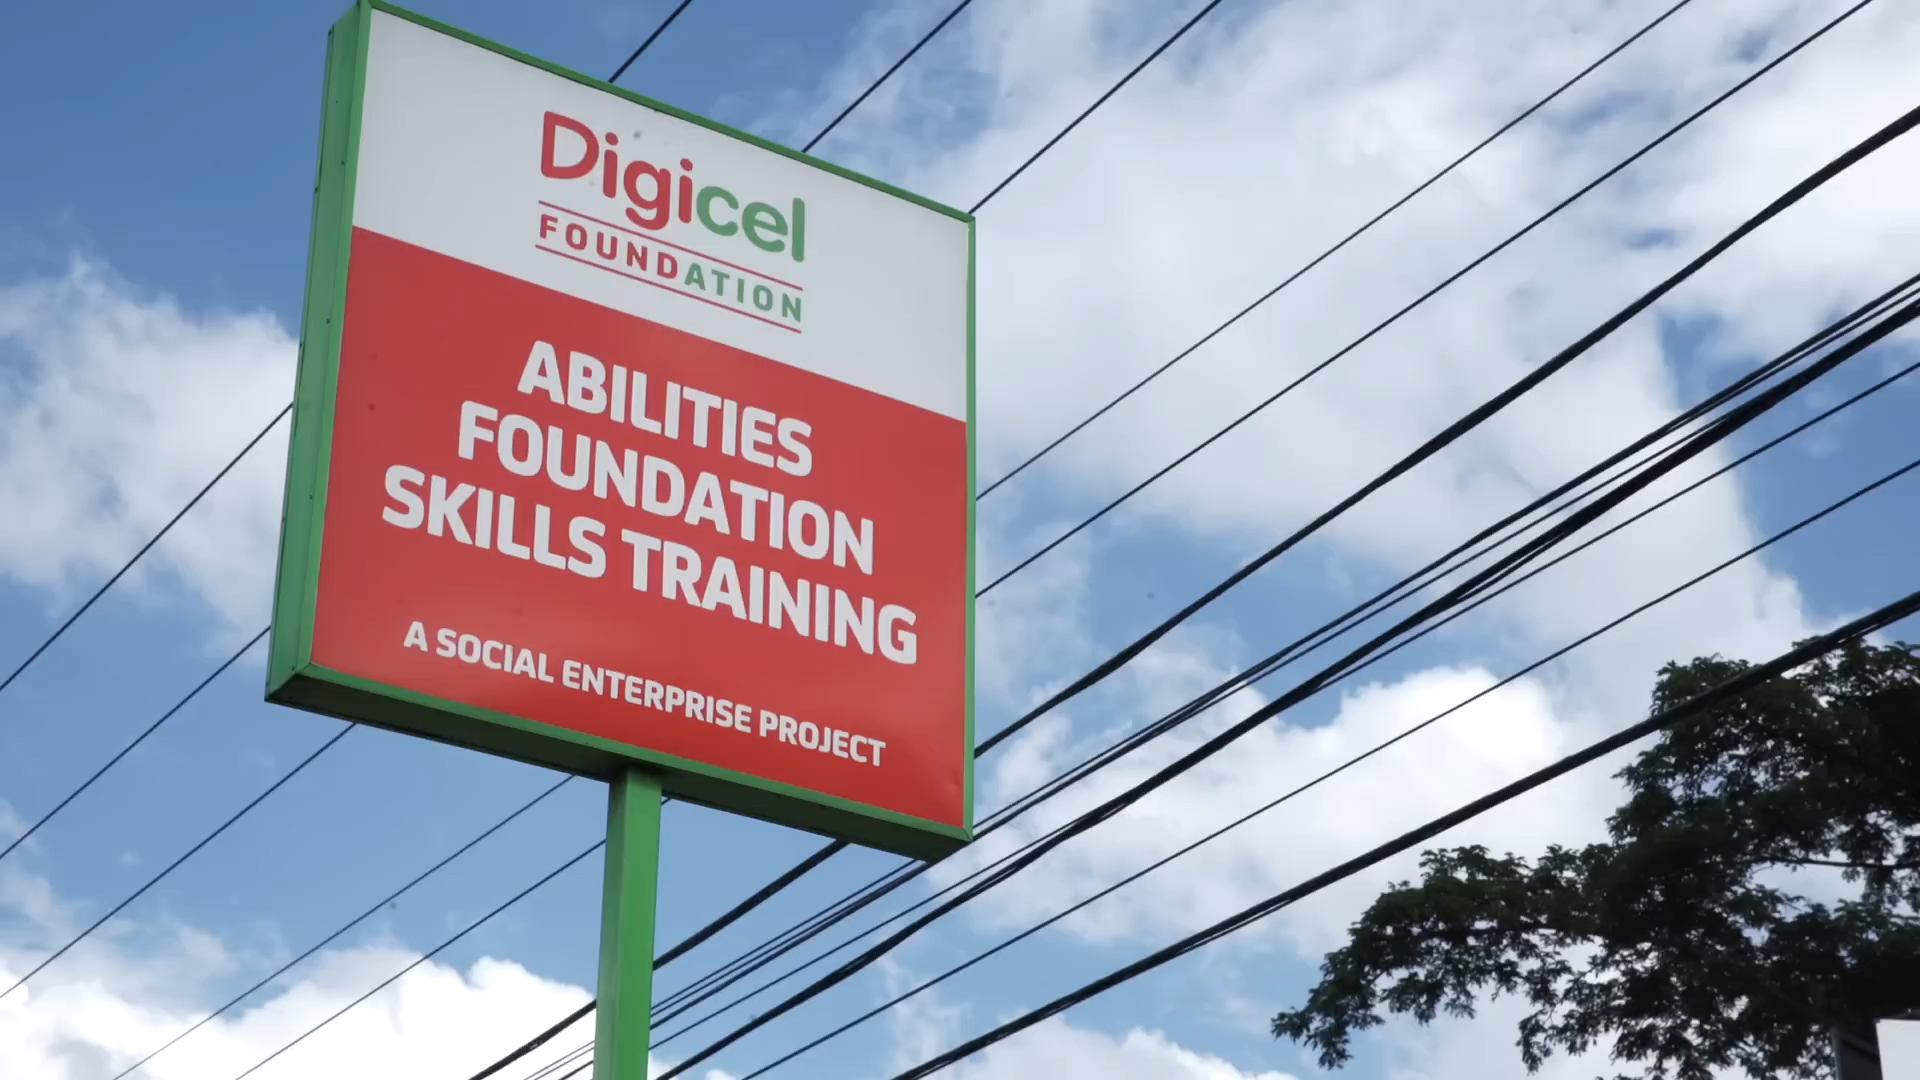 Digicel
FOUNDATION
ABILITIES
FOUNDATION
SKILLS TRAINING
A SOCIAL ENTERPRISE PROJECT